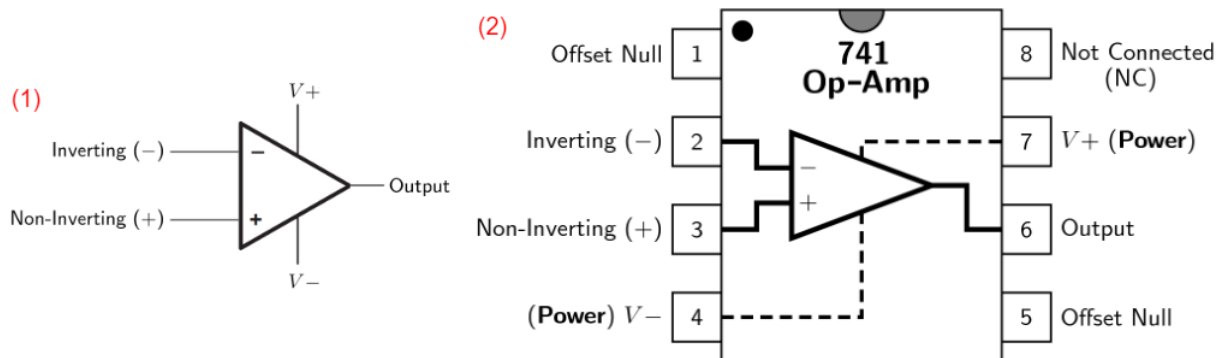 (1)
V+
Inverting (−)
−
Output
Non-Inverting (+)
+
V−
(2)
741
Op-Amp
Offset Null 1
8 Not Connected
(NC)
Inverting (−) 2
−
7 V+ (Power)
Non-Inverting (+) 3
+
6 Output
(Power) V− 4
5 Offset Null